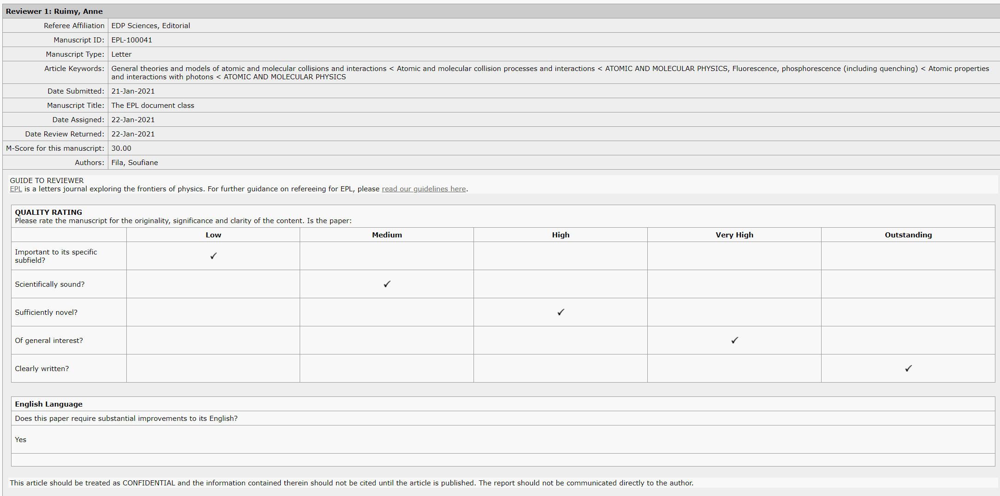 Reviewer 1: Ruimy, Anne
Referee Affiliation EDP Sciences, Editorial
Manuscript ID: EPL-100041
Manuscript Type: Letter
Article Keywords: General theories and models of atomic and molecular collisions and interactions < Atomic and molecular collision processes and interactions < ATOMIC AND MOLECULAR PHYSICS, Fluorescence, phosphorescence (including quenching) < Atomic properties
and interactions with photons < ATOMIC AND MOLECULAR PHYSICS
Date Submitted: 21-Jan-2021
Manuscript Title: The EPL document class
Date Assigned: 22-Jan-2021
Date Review Returned: 22-Jan-2021
M-Score for this manuscript: 30.00
Authors: Fila, Soufiane
GUIDE TO REVIEWER
EPL is a letters journal exploring the frontiers of physics. For further guidance on refereeing for EPL, please read our guidelines here.
QUALITY RATING
Please rate the manuscript for the originality, significance and clarity of the content. Is the paper:
Low Medium High Very High Outstanding
Important to its specific
subfield? ✓
Scientifically sound? ✓
Sufficiently novel? ✓
Of general interest? ✓
Clearly written? ✓
English Language
Does this paper require substantial improvements to its English?
Yes
This article should be treated as CONFIDENTIAL and the information contained therein should not be cited until the article is published. The report should not be communicated directly to the author.